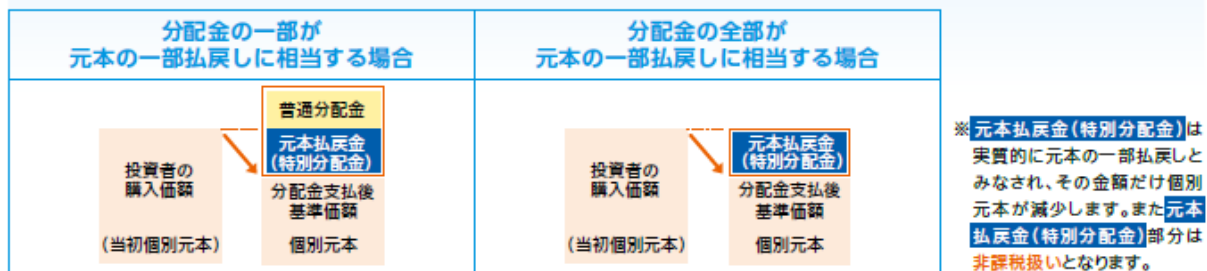 分配金の一部が
元本の一部払戻しに相当する場合
分配金の全部が
元本の一部払戻しに相当する場合
投資者の
購入価額
(当初個別元本)
普通分配金
元本払戻金
(特別分配金)
分配金支払後
基準価額
個別元本
投資者の
購入価額
(当初個別元本)
元本払戻金
(特別分配金)
分配金支払後
基準価額
個別元本
※元本払戻金(特別分配金)は
実質的に元本の一部払戻しと
みなされ、その金額だけ個別
元本が減少します。また元本
払戻金(特別分配金)部分は
非課税扱いとなります。